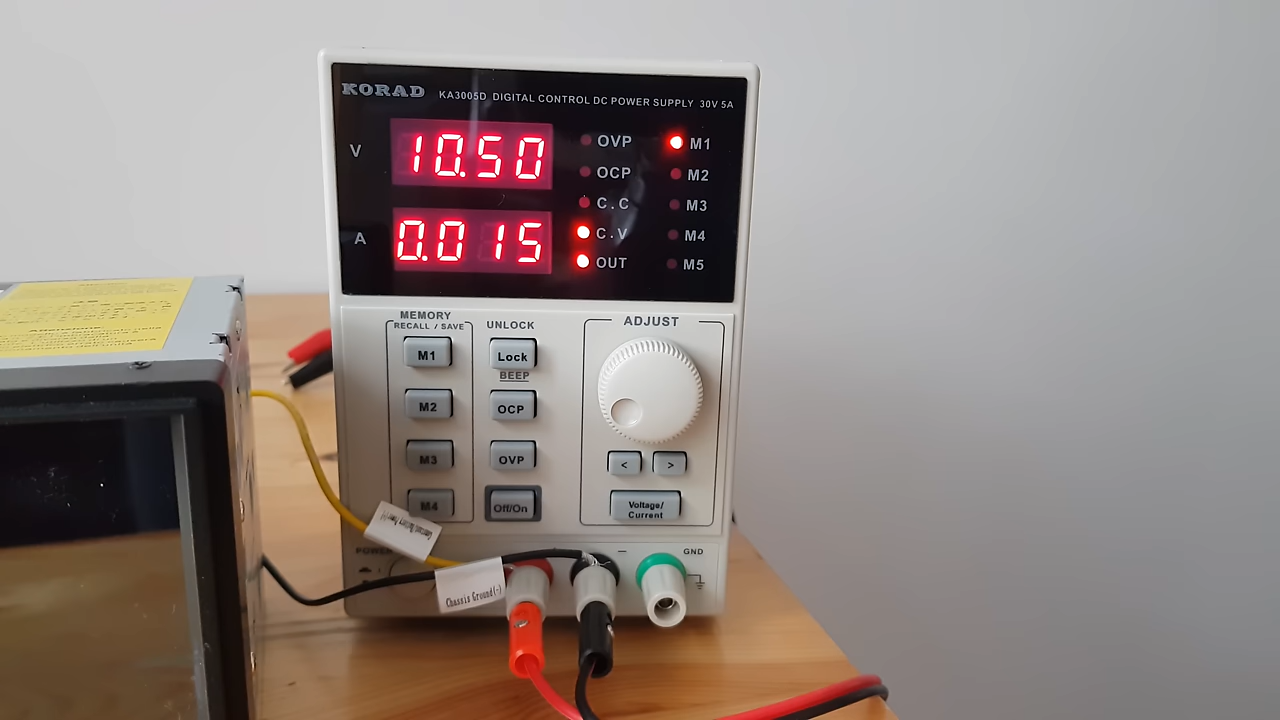 KORAD KA3005D DIGITAL CONTROL DC POWER SUPPLY 30V 5A
V 10.50
A 0.015
OVP M1
OCP M2
C.C M3
C.V M4
OUT M5
MEMORY
RECALL / SAVE
UNLOCK
ADJUST
M1 Lock
BEEP
M2 OCP
M3 OVP
< >
M4 Off/On
Voltage/
Current
POWER
— GND
Chassis Ground(-)
Attenzione